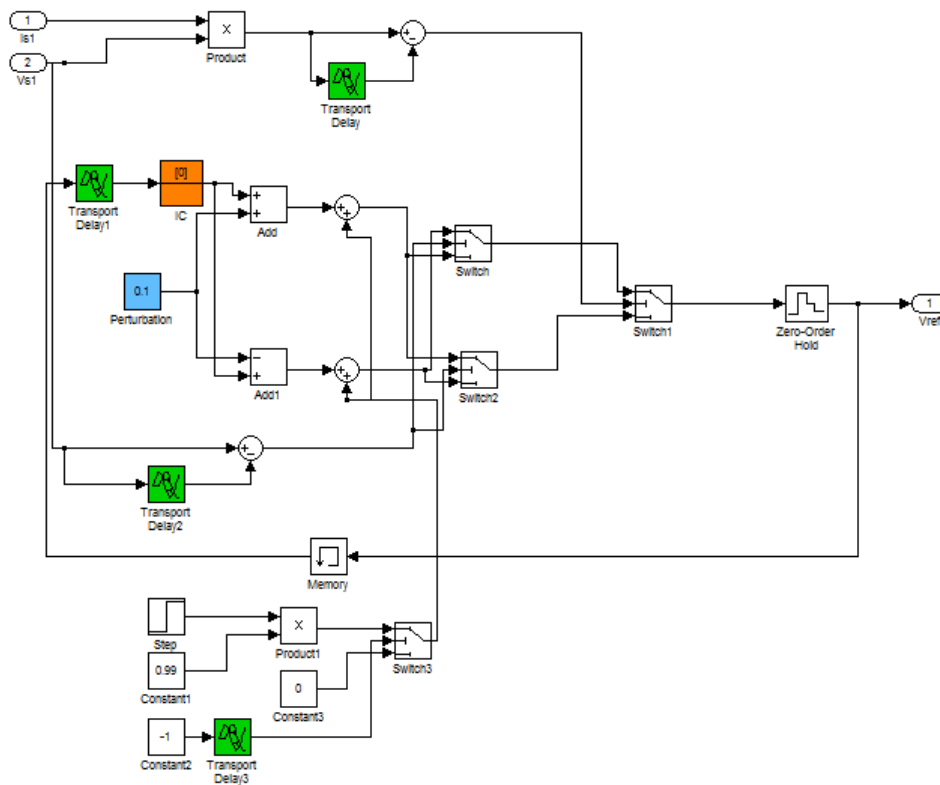 1
Is1
2
Vs1
X
Product
+
−
Transport
Delay
Transport
Delay1
[0]
IC
+
+
Add
+
+
0.1
Perturbation
Switch
Switch1
Zero-Order
Hold
1
Vref
−
+
Add1
+
+
Switch2
+
−
Transport
Delay2
Memory
Step
X
Product1
Switch3
0.99
Constant1
0
Constant3
-1
Constant2
Transport
Delay3